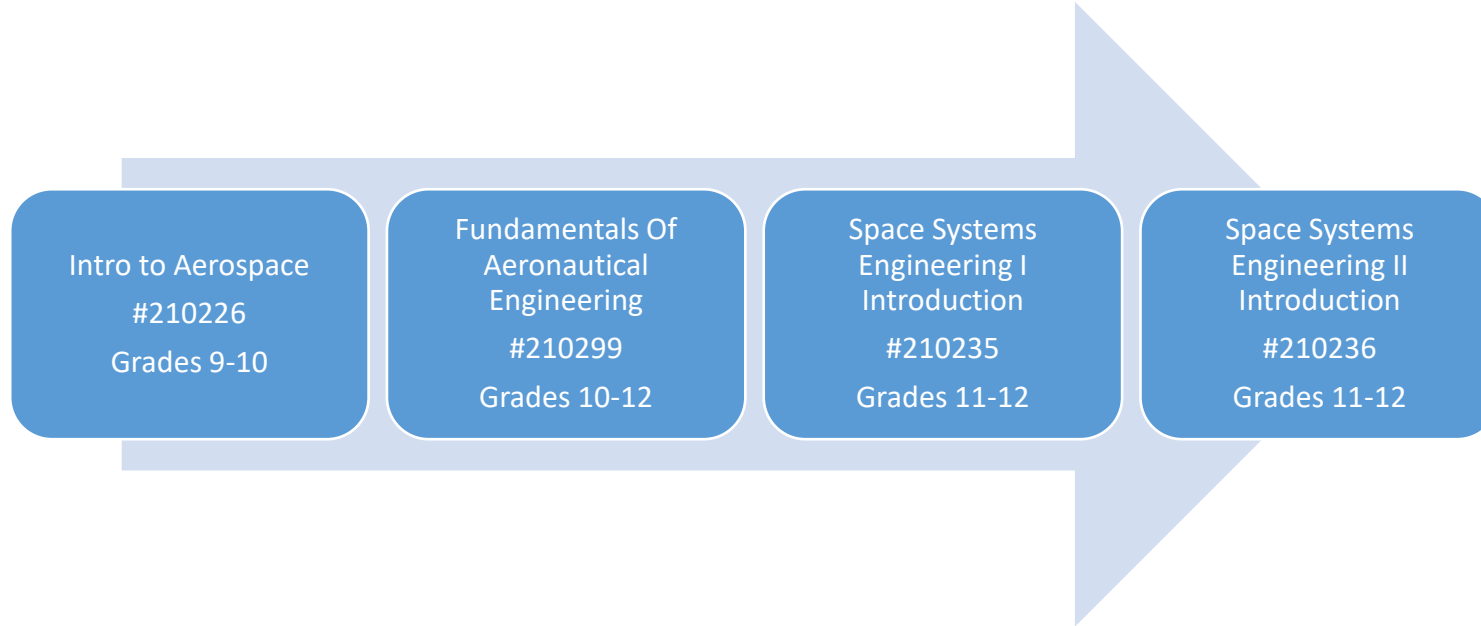 Intro to Aerospace
#210226
Grades 9-10
Fundamentals Of
Aeronautical
Engineering
#210299
Grades 10-12
Space Systems
Engineering I
Introduction
#210235
Grades 11-12
Space Systems
Engineering II
Introduction
#210236
Grades 11-12